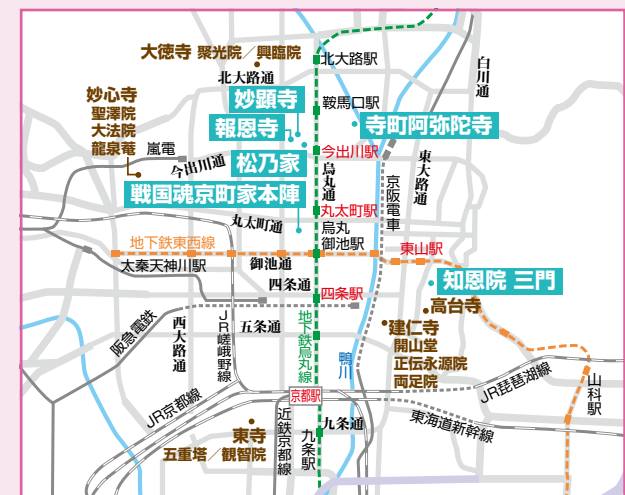 大徳寺 聚光院／興臨院
北大路駅
北大路通
白川通
妙心寺
聖澤院
大法院
龍泉菴
妙顕寺
鞍馬口駅
報恩寺
寺町阿弥陀寺
嵐電
今出川通
松乃家
今出川駅
烏丸通
東大路通
京阪電車
戦国魂京町家本陣
丸太町通
丸太町駅
地下鉄東西線
烏丸
御池駅
東山駅
太秦天神川駅
御池通
四条通
四条駅
知恩院 三門
高台寺
阪急電鉄
西大路通
JR嵯峨野線
五条通
地下鉄烏丸線
鴨川
建仁寺
開山堂
正伝永源院
両足院
京都駅
JR京都線
JR琵琶湖線
山科駅
東海道新幹線
東寺
五重塔／観智院
近鉄京都線
九条駅
九条通